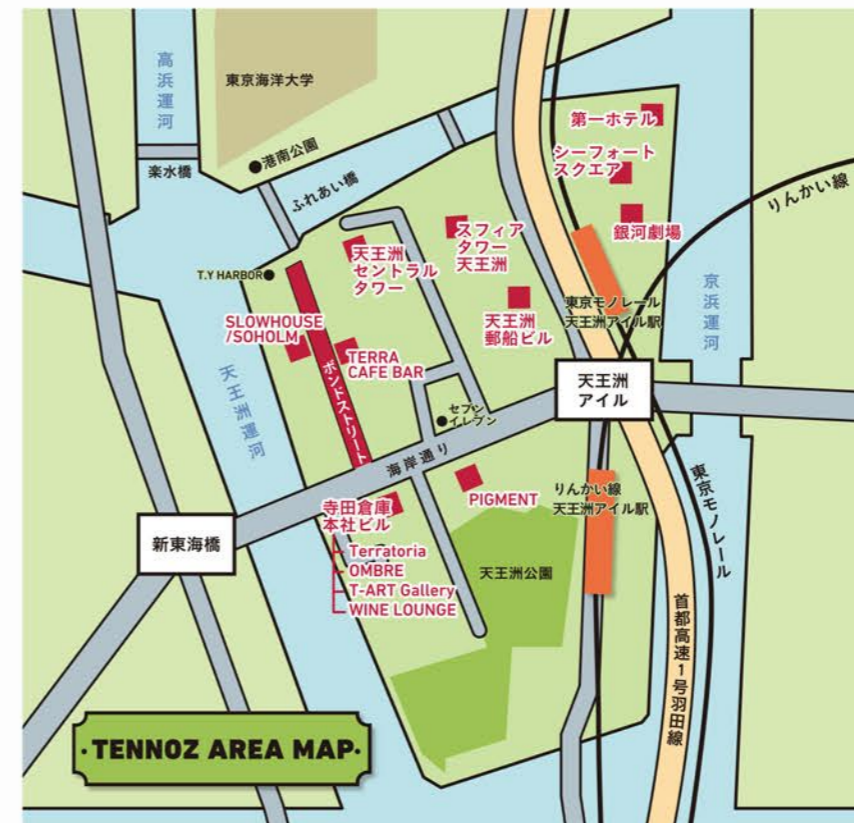 高浜運河
東京海洋大学
楽水橋
港南公園
ふれあい橋
第一ホテル
シーフォート
スクエア
銀河劇場
りんかい線
京浜運河
T.Y HARBOR
天王洲
セントラル
タワー
スフィア
タワー
天王洲
天王洲
郵船ビル
東京モノレール
天王洲アイル駅
SLOWHOUSE
/SOHOLM
TERRA
CAFE BAR
ボンドストリート
天王洲運河
セブン
イレブン
天王洲
アイル
海岸通り
新東海橋
寺田倉庫
本社ビル
Terratoria
OMBRE
T-ART Gallery
WINE LOUNGE
PIGMENT
りんかい線
天王洲アイル駅
天王洲公園
東京モノレール
首都高速1号羽田線
・TENNOZ AREA MAP・